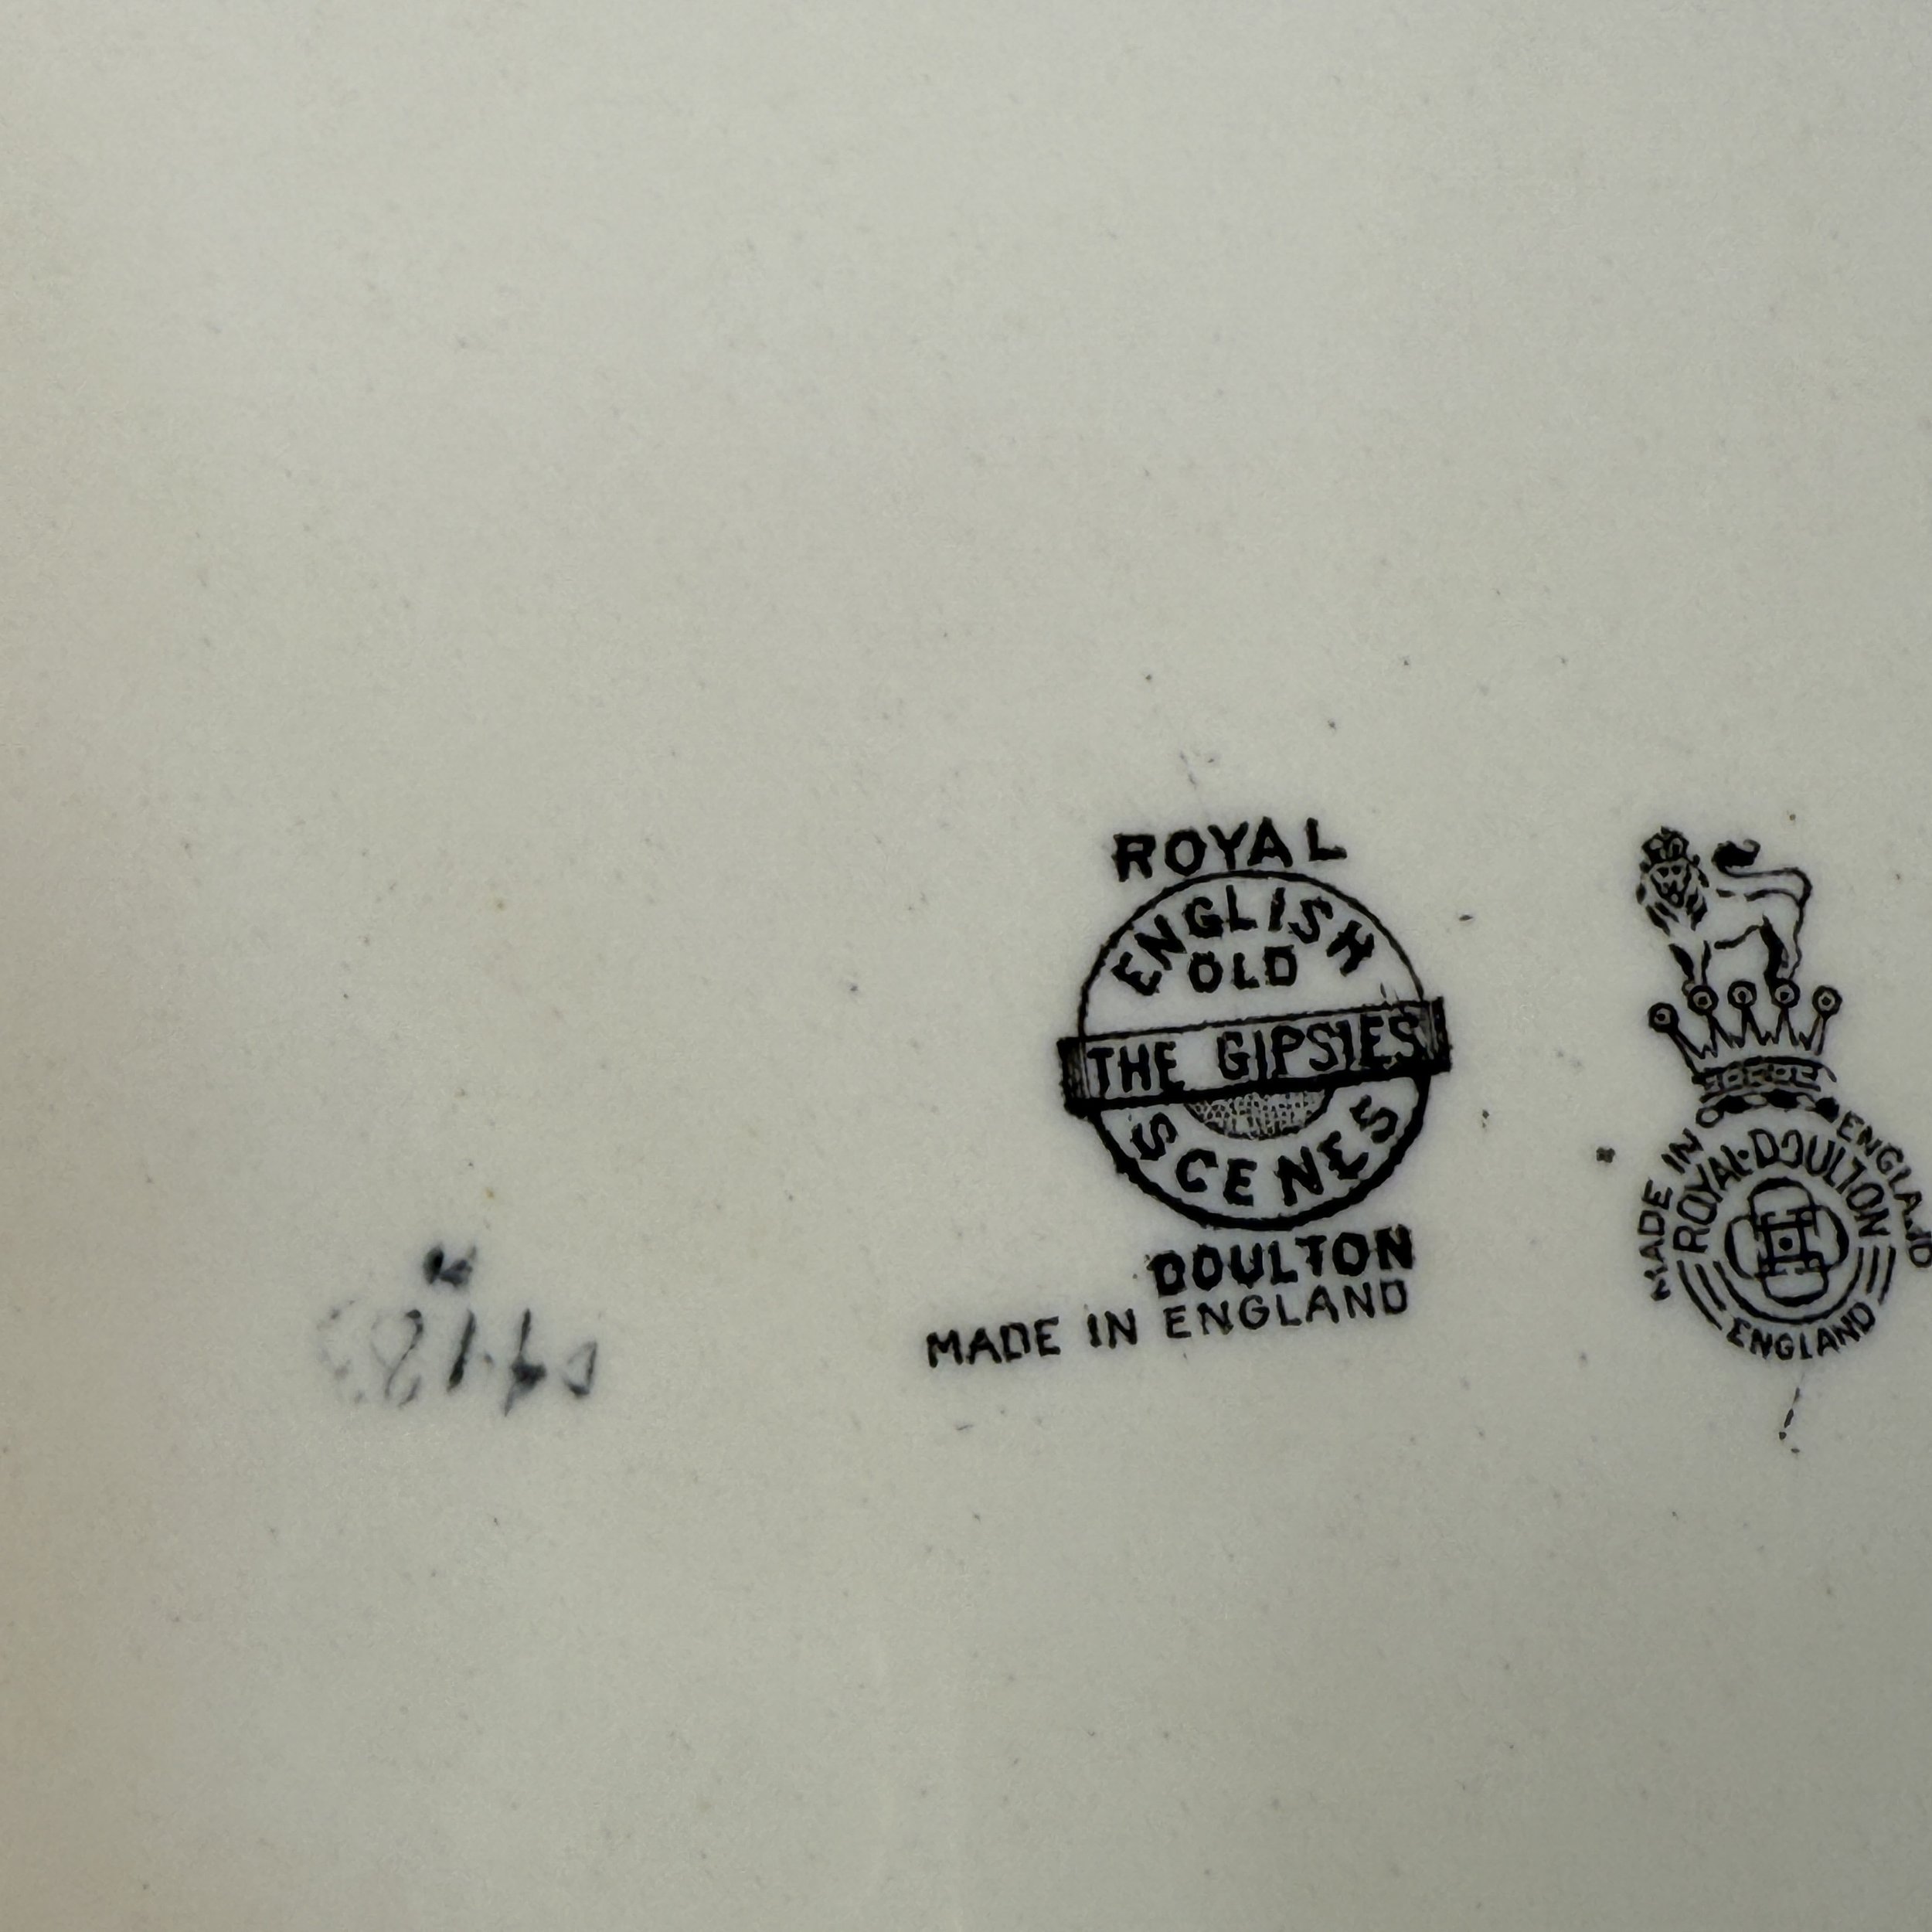 ROYAL
ENGLISH
OLD
THE GIPSIES
SCENES
DOULTON
MADE IN ENGLAND
MADE IN ENGLAND
ROYAL·DOULTON
ENGLAND